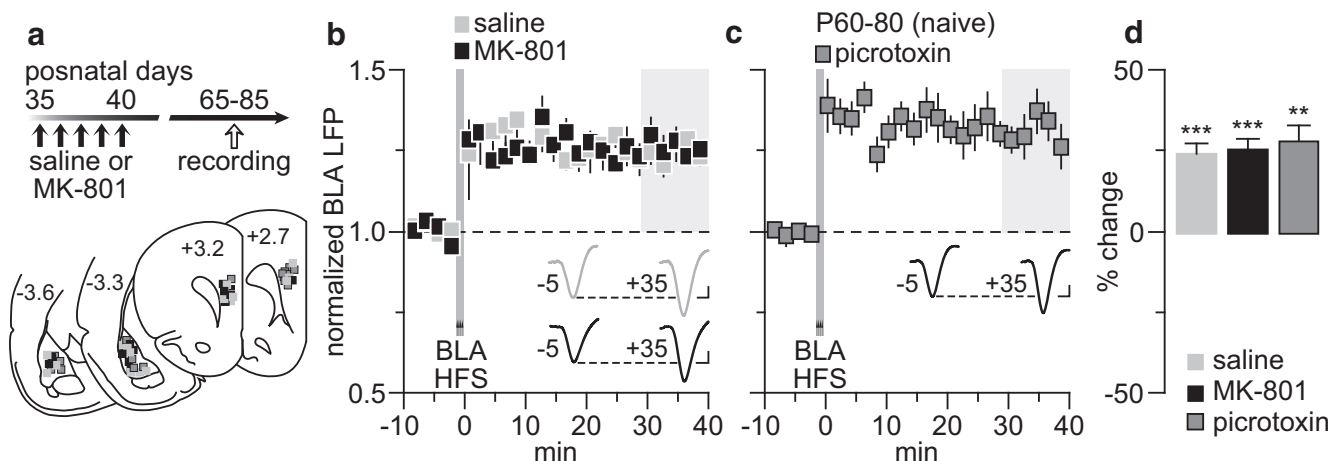 a
posnatal days
35 40 65-85
saline or
MK-801
recording
+3.2 +2.7
-3.6 -3.3
b
saline
MK-801
normalized BLA LFP
1.5
1.0
0.5
-5 +35
-5 +35
BLA
HFS
-10 0 10 20 30 40
min
c
P60-80 (naive)
picrotoxin
-5 +35
BLA
HFS
-10 0 10 20 30 40
min
d
% change
50
0
-50
*** *** **
saline
MK-801
picrotoxin